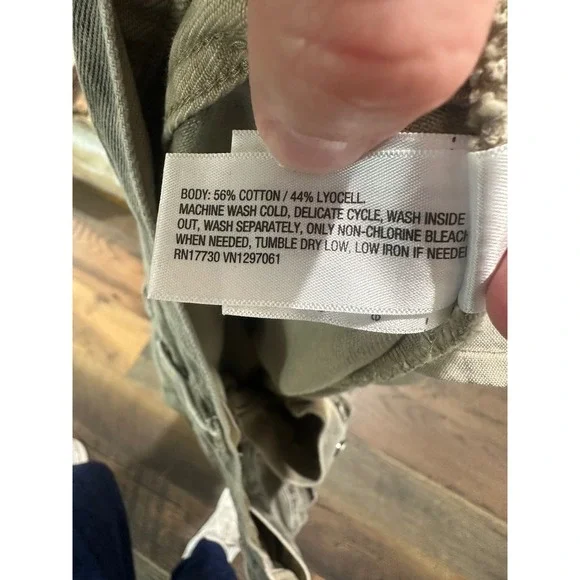 BODY: 56% COTTON / 44% LYOCELL.
MACHINE WASH COLD, DELICATE CYCLE, WASH INSIDE
OUT, WASH SEPARATELY, ONLY NON-CHLORINE BLEACH
WHEN NEEDED, TUMBLE DRY LOW, LOW IRON IF NEEDED
RN17730 VN1297061